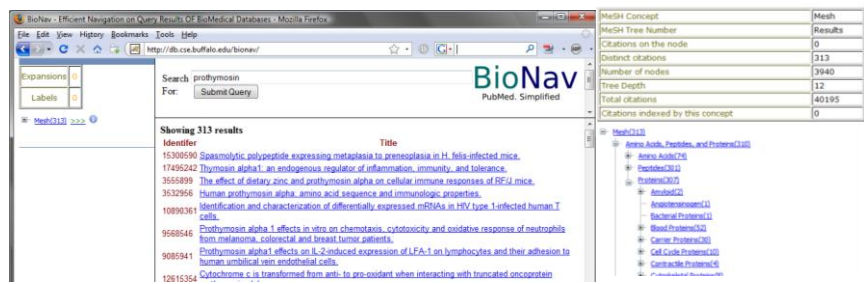 BioNav - Efficient Navigation on Query Results OF BioMedical Databases - Mozilla Firefox
File Edit View History Bookmarks Tools Help
http://db.cse.buffalo.edu/bionav/
Expansions 0
Labels 0
Mesh(313) >>>
Search prothymosin
For: Submit Query
BioNav
PubMed. Simplified
Showing 313 results
Identifer Title
15300590 Spasmolytic polypeptide expressing metaplasia to preneoplasia in H. felis-infected mice.
17495242 Thymosin alpha1: an endogenous regulator of inflammation, immunity, and tolerance.
3555899 The effect of dietary zinc and prothymosin alpha on cellular immune responses of RF/J mice.
3532956 Human prothymosin alpha: amino acid sequence and immunologic properties.
10890361 Identification and characterization of differentially expressed mRNAs in HIV type 1-infected human T
cells.
9568546 Prothymosin alpha 1 effects in vitro on chemotaxis, cytotoxicity and oxidative response of neutrophils
from melanoma, colorectal and breast tumor patients.
9085941 Prothymosin alpha1 effects on IL-2-induced expression of LFA-1 on lymphocytes and their adhesion to
human umbilical vein endothelial cells.
12615354 Cytochrome c is transformed from anti- to pro-oxidant when interacting with truncated oncoprotein
MeSH Concept Mesh
MeSH Tree Number Results
Citations on the node 0
Distinct citations 313
Number of nodes 3940
Tree Depth 12
Total citations 40195
Citations indexed by this concept 0
Mesh(313)
Amino Acids, Peptides, and Proteins(310)
Amino Acids(74)
Peptides(301)
Proteins(307)
Amyloid(2)
Angiotensinogen(1)
Bacterial Proteins(1)
Blood Proteins(52)
Carrier Proteins(30)
Cell Cycle Proteins(10)
Contractile Proteins(4)